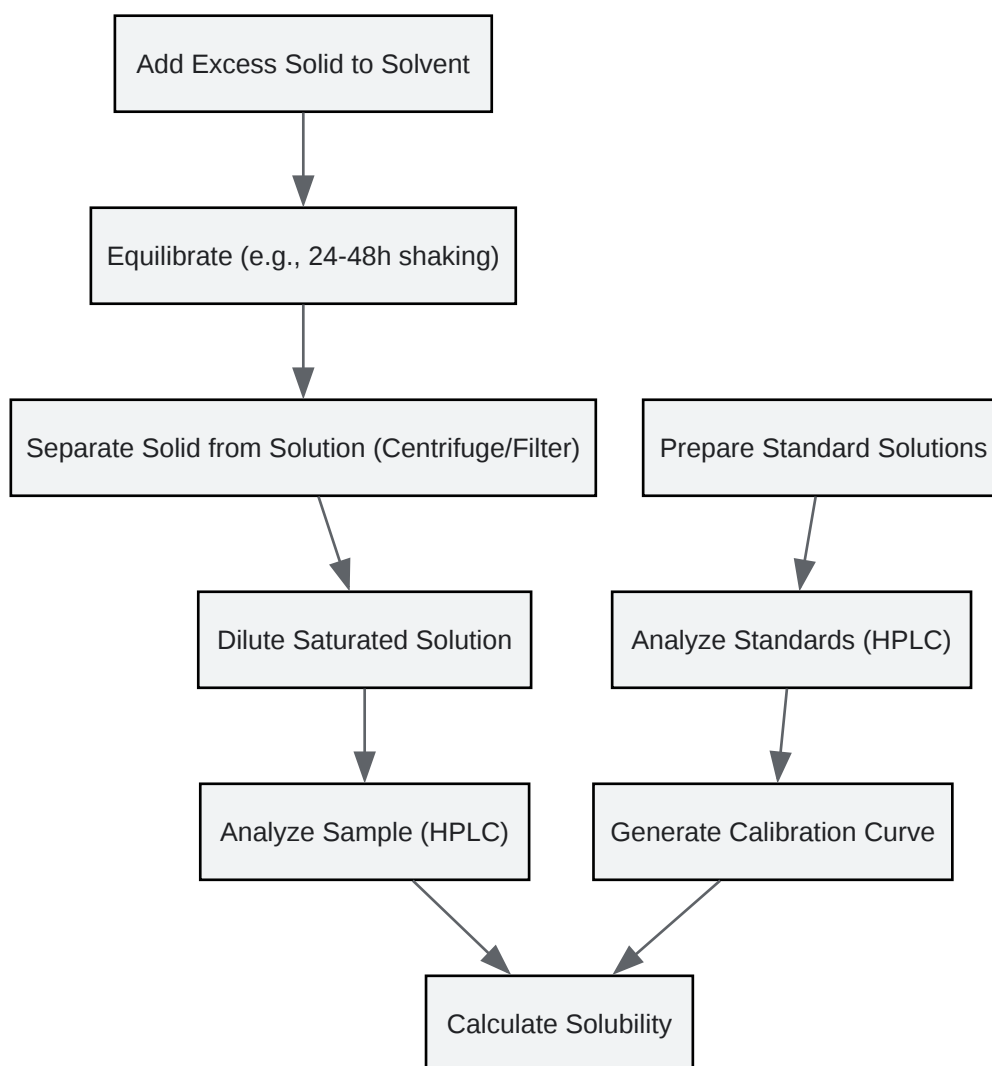 Add Excess Solid to Solvent
Equilibrate (e.g., 24-48h shaking)
Separate Solid from Solution (Centrifuge/Filter)
Prepare Standard Solutions
Dilute Saturated Solution
Analyze Standards (HPLC)
Analyze Sample (HPLC)
Generate Calibration Curve
Calculate Solubility